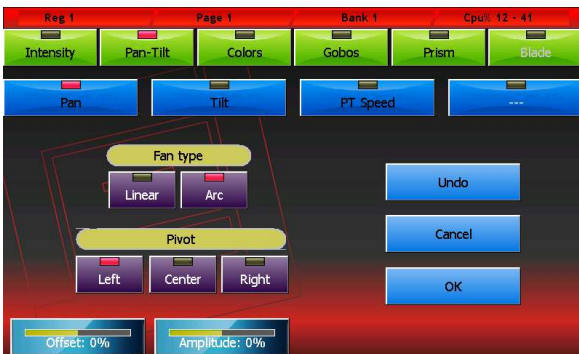 Reg 1 Page 1 Bank 1 Cpu% 12 - 41
Intensity Pan-Tilt Colors Gobos Prism Blade
Pan Tilt PT Speed ---
Fan type
Linear Arc
Undo
Pivot
Cancel
Left Center Right
OK
Offset: 0% Amplitude: 0%